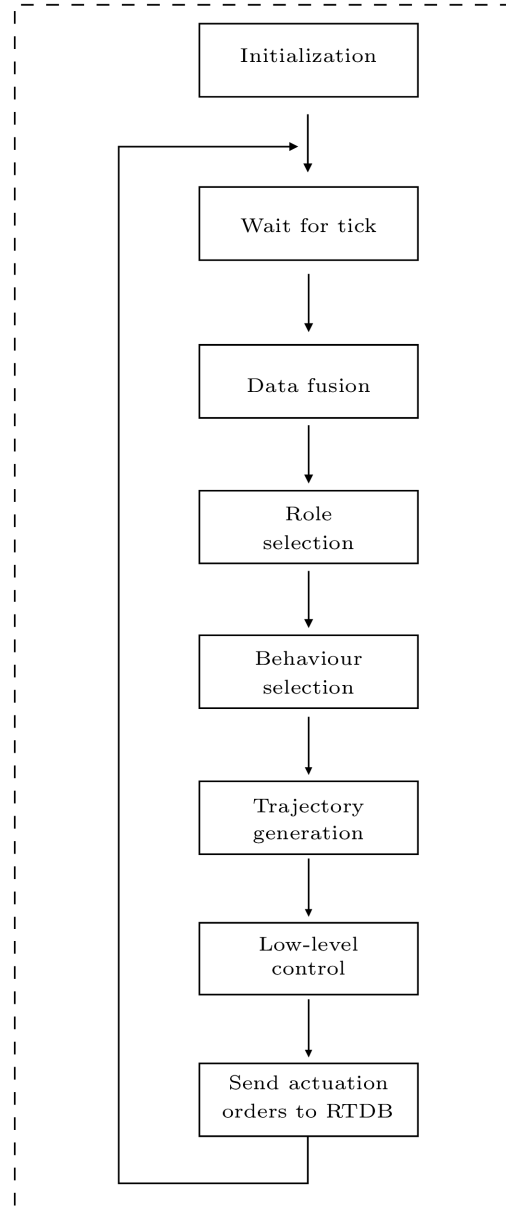 Initialization
Wait for tick
Data fusion
Role
selection
Behaviour
selection
Trajectory
generation
Low-level
control
Send actuation
orders to RTDB